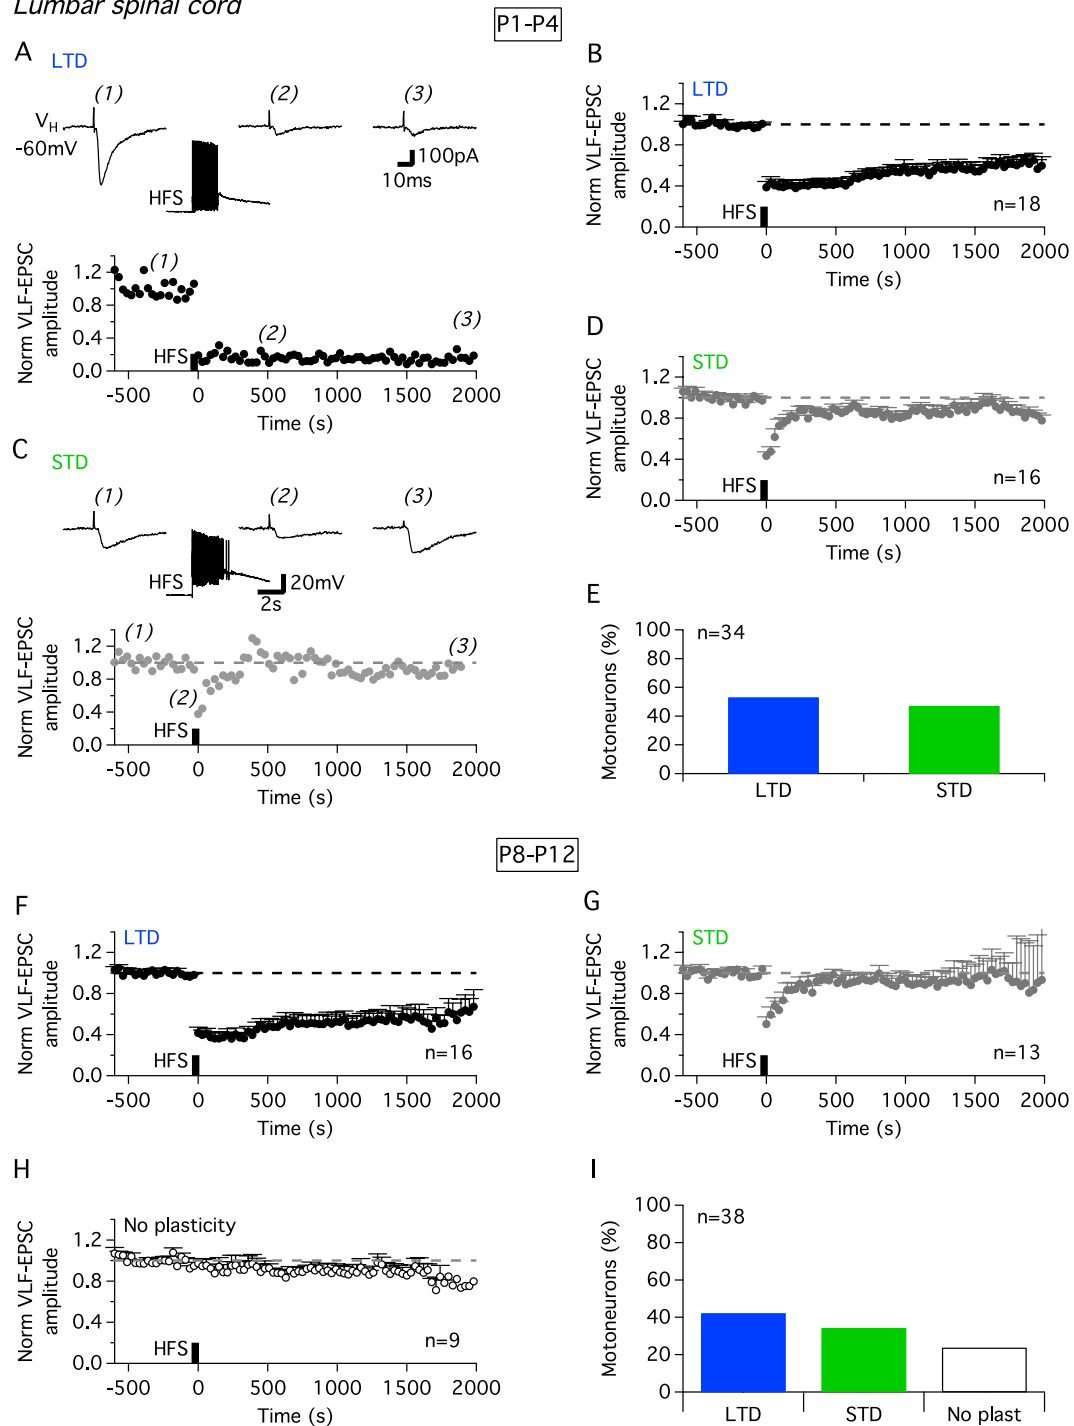 Lumbar spinal cord
P1-P4
A
LTD
(1)
(2)
(3)
VH
-60mV
HFS
100pA
10ms
Norm VLF-EPSC
amplitude
1.2
0.8
0.4
0.0
(1)
(2)
(3)
HFS
-500 0 500 1000 1500 2000
Time (s)
B
LTD
Norm VLF-EPSC
amplitude
1.2
0.8
0.4
0.0
HFS
n=18
-500 0 500 1000 1500 2000
Time (s)
C
STD
(1)
(2)
(3)
HFS
20mV
2s
Norm VLF-EPSC
amplitude
1.2
0.8
0.4
0.0
(1)
(2)
(3)
HFS
-500 0 500 1000 1500 2000
Time (s)
D
STD
Norm VLF-EPSC
amplitude
1.2
0.8
0.4
0.0
HFS
n=16
-500 0 500 1000 1500 2000
Time (s)
E
Motoneurons (%)
100
80
60
40
20
0
n=34
LTD STD
P8-P12
F
LTD
Norm VLF-EPSC
amplitude
1.2
0.8
0.4
0.0
HFS
n=16
-500 0 500 1000 1500 2000
Time (s)
G
STD
Norm VLF-EPSC
amplitude
1.2
0.8
0.4
0.0
HFS
n=13
-500 0 500 1000 1500 2000
Time (s)
H
No plasticity
Norm VLF-EPSC
amplitude
1.2
0.8
0.4
0.0
HFS
n=9
-500 0 500 1000 1500 2000
Time (s)
I
Motoneurons (%)
100
80
60
40
20
0
n=38
LTD STD No plast